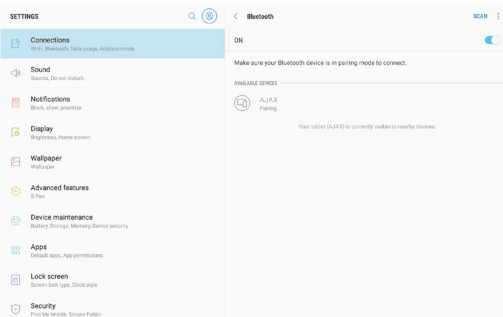 SETTINGS
Connections
Wi-Fi, Bluetooth, Data usage, Airplane mode
Sound
Sounds, Do not disturb
Notifications
Block, allow, prioritize
Display
Brightness, Home screen
Wallpaper
Wallpaper
Advanced features
S Pen
Device maintenance
Battery, Storage, Memory, Device security
Apps
Default apps, App permissions
Lock screen
Screen lock type, Clock style
Security
Find My Mobile, Secure Folder
Bluetooth
SCAN
ON
Make sure your Bluetooth device is in pairing mode to connect.
AVAILABLE DEVICES
AJAX
Pairing...
Your tablet (AJAX) is currently visible to nearby devices.